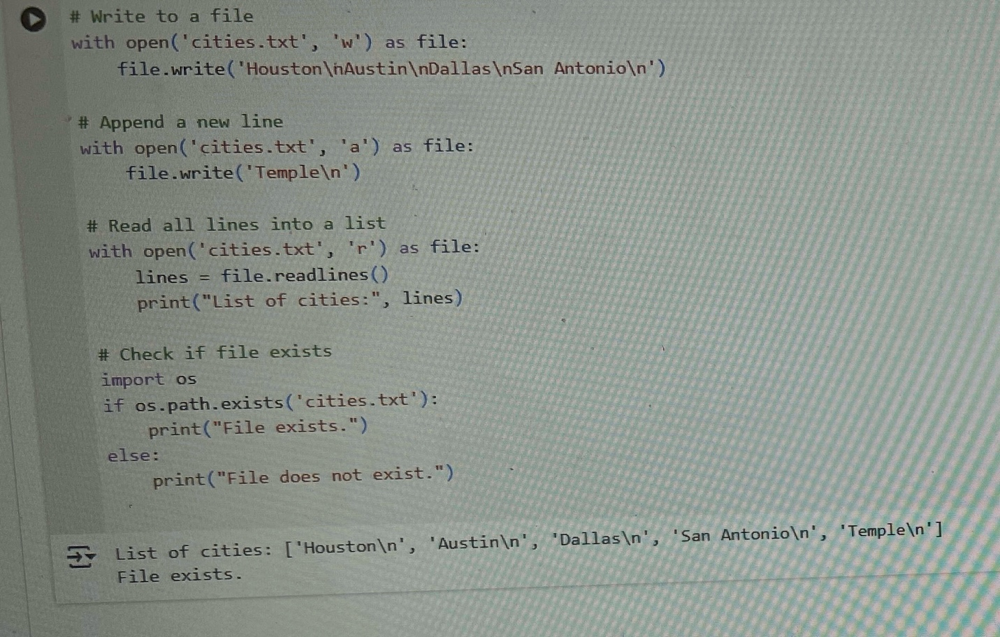 # Write to a file
with open('cities.txt', 'w') as file:
    file.write('Houston\nAustin\nDallas\nSan Antonio\n')

# Append a new line
with open('cities.txt', 'a') as file:
    file.write('Temple\n')

# Read all lines into a list
with open('cities.txt', 'r') as file:
    lines = file.readlines()
    print("List of cities:", lines)

# Check if file exists
import os
if os.path.exists('cities.txt'):
    print("File exists.")
else:
    print("File does not exist.")

List of cities: ['Houston\n', 'Austin\n', 'Dallas\n', 'San Antonio\n', 'Temple\n']
File exists.